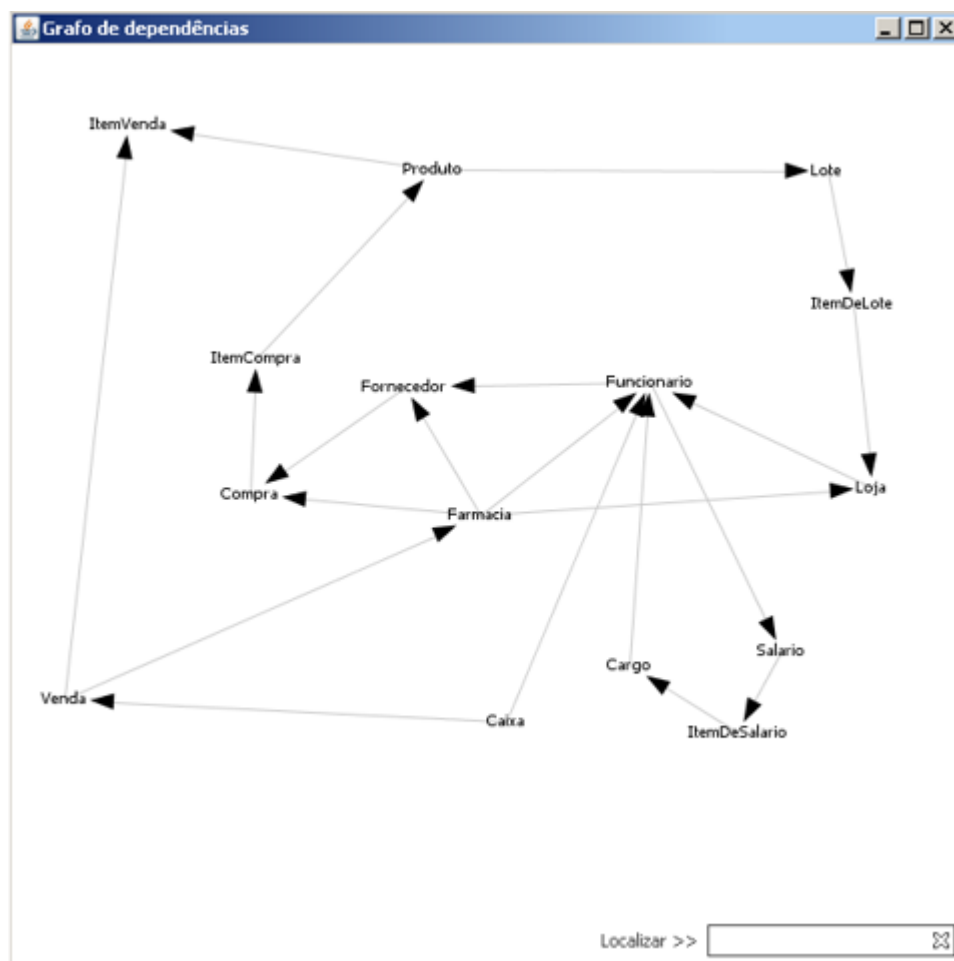 Grafo de dependências
ItemVenda
Produto
Lote
ItemDeLote
ItemCompra
Fornecedor
Funcionario
Compra
Farmacia
Loja
Salario
Cargo
Venda
Caixa
ItemDeSalario
Localizar >>